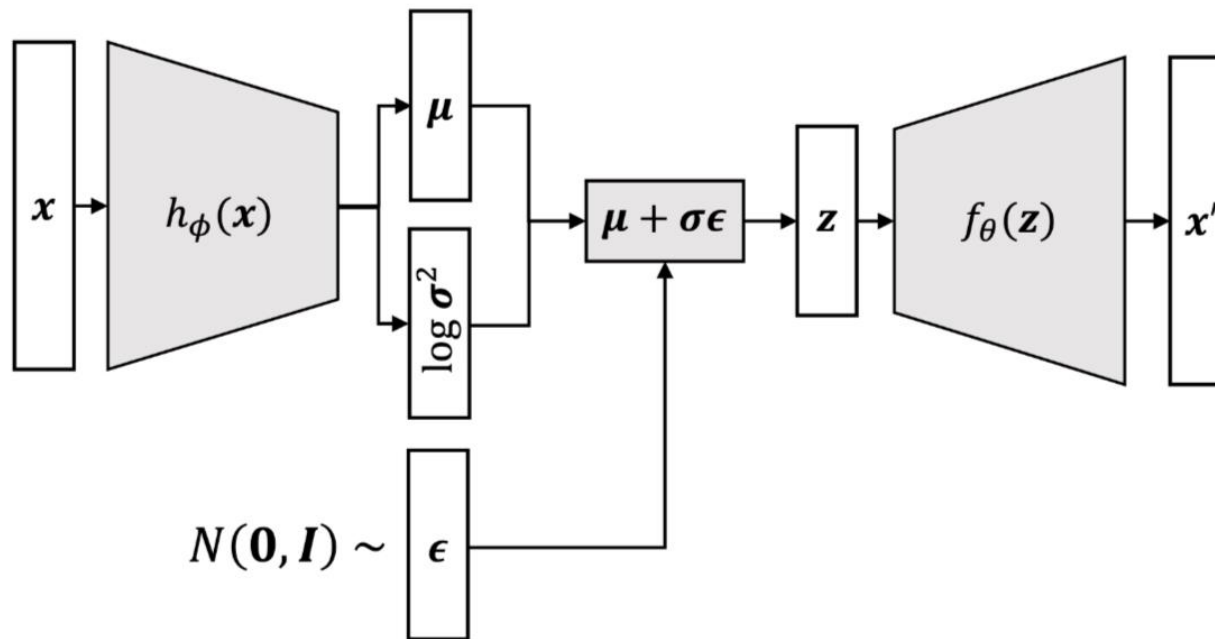 x
hϕ(x)
μ
log σ²
μ + σϵ
z
fθ(z)
x′
N(0, I) ~
ϵ